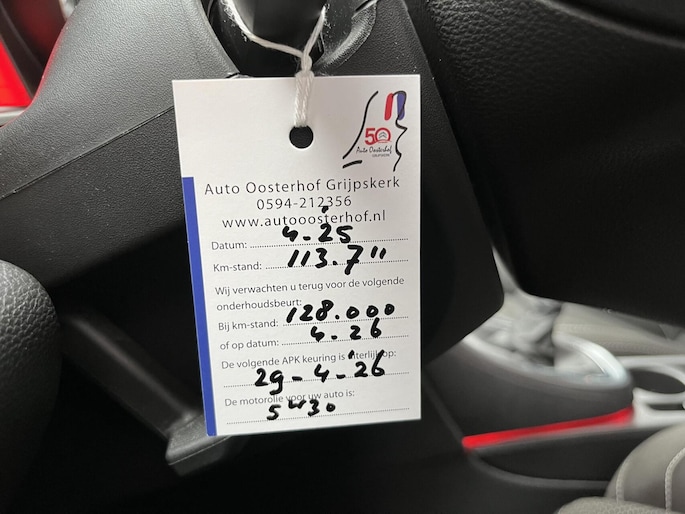 50
Auto Oosterhof
Auto Oosterhof Grijpskerk
0594-212356
www.autooosterhof.nl
Datum: 4-'25
Km-stand: 113.7"
Wij verwachten u terug voor de volgende
onderhoudsbeurt:
Bij km-stand: 128.000
of op datum: 4-26
De volgende APK keuring is uiterlijk op:
29-4-'26
De motorolie voor uw auto is:
5W30